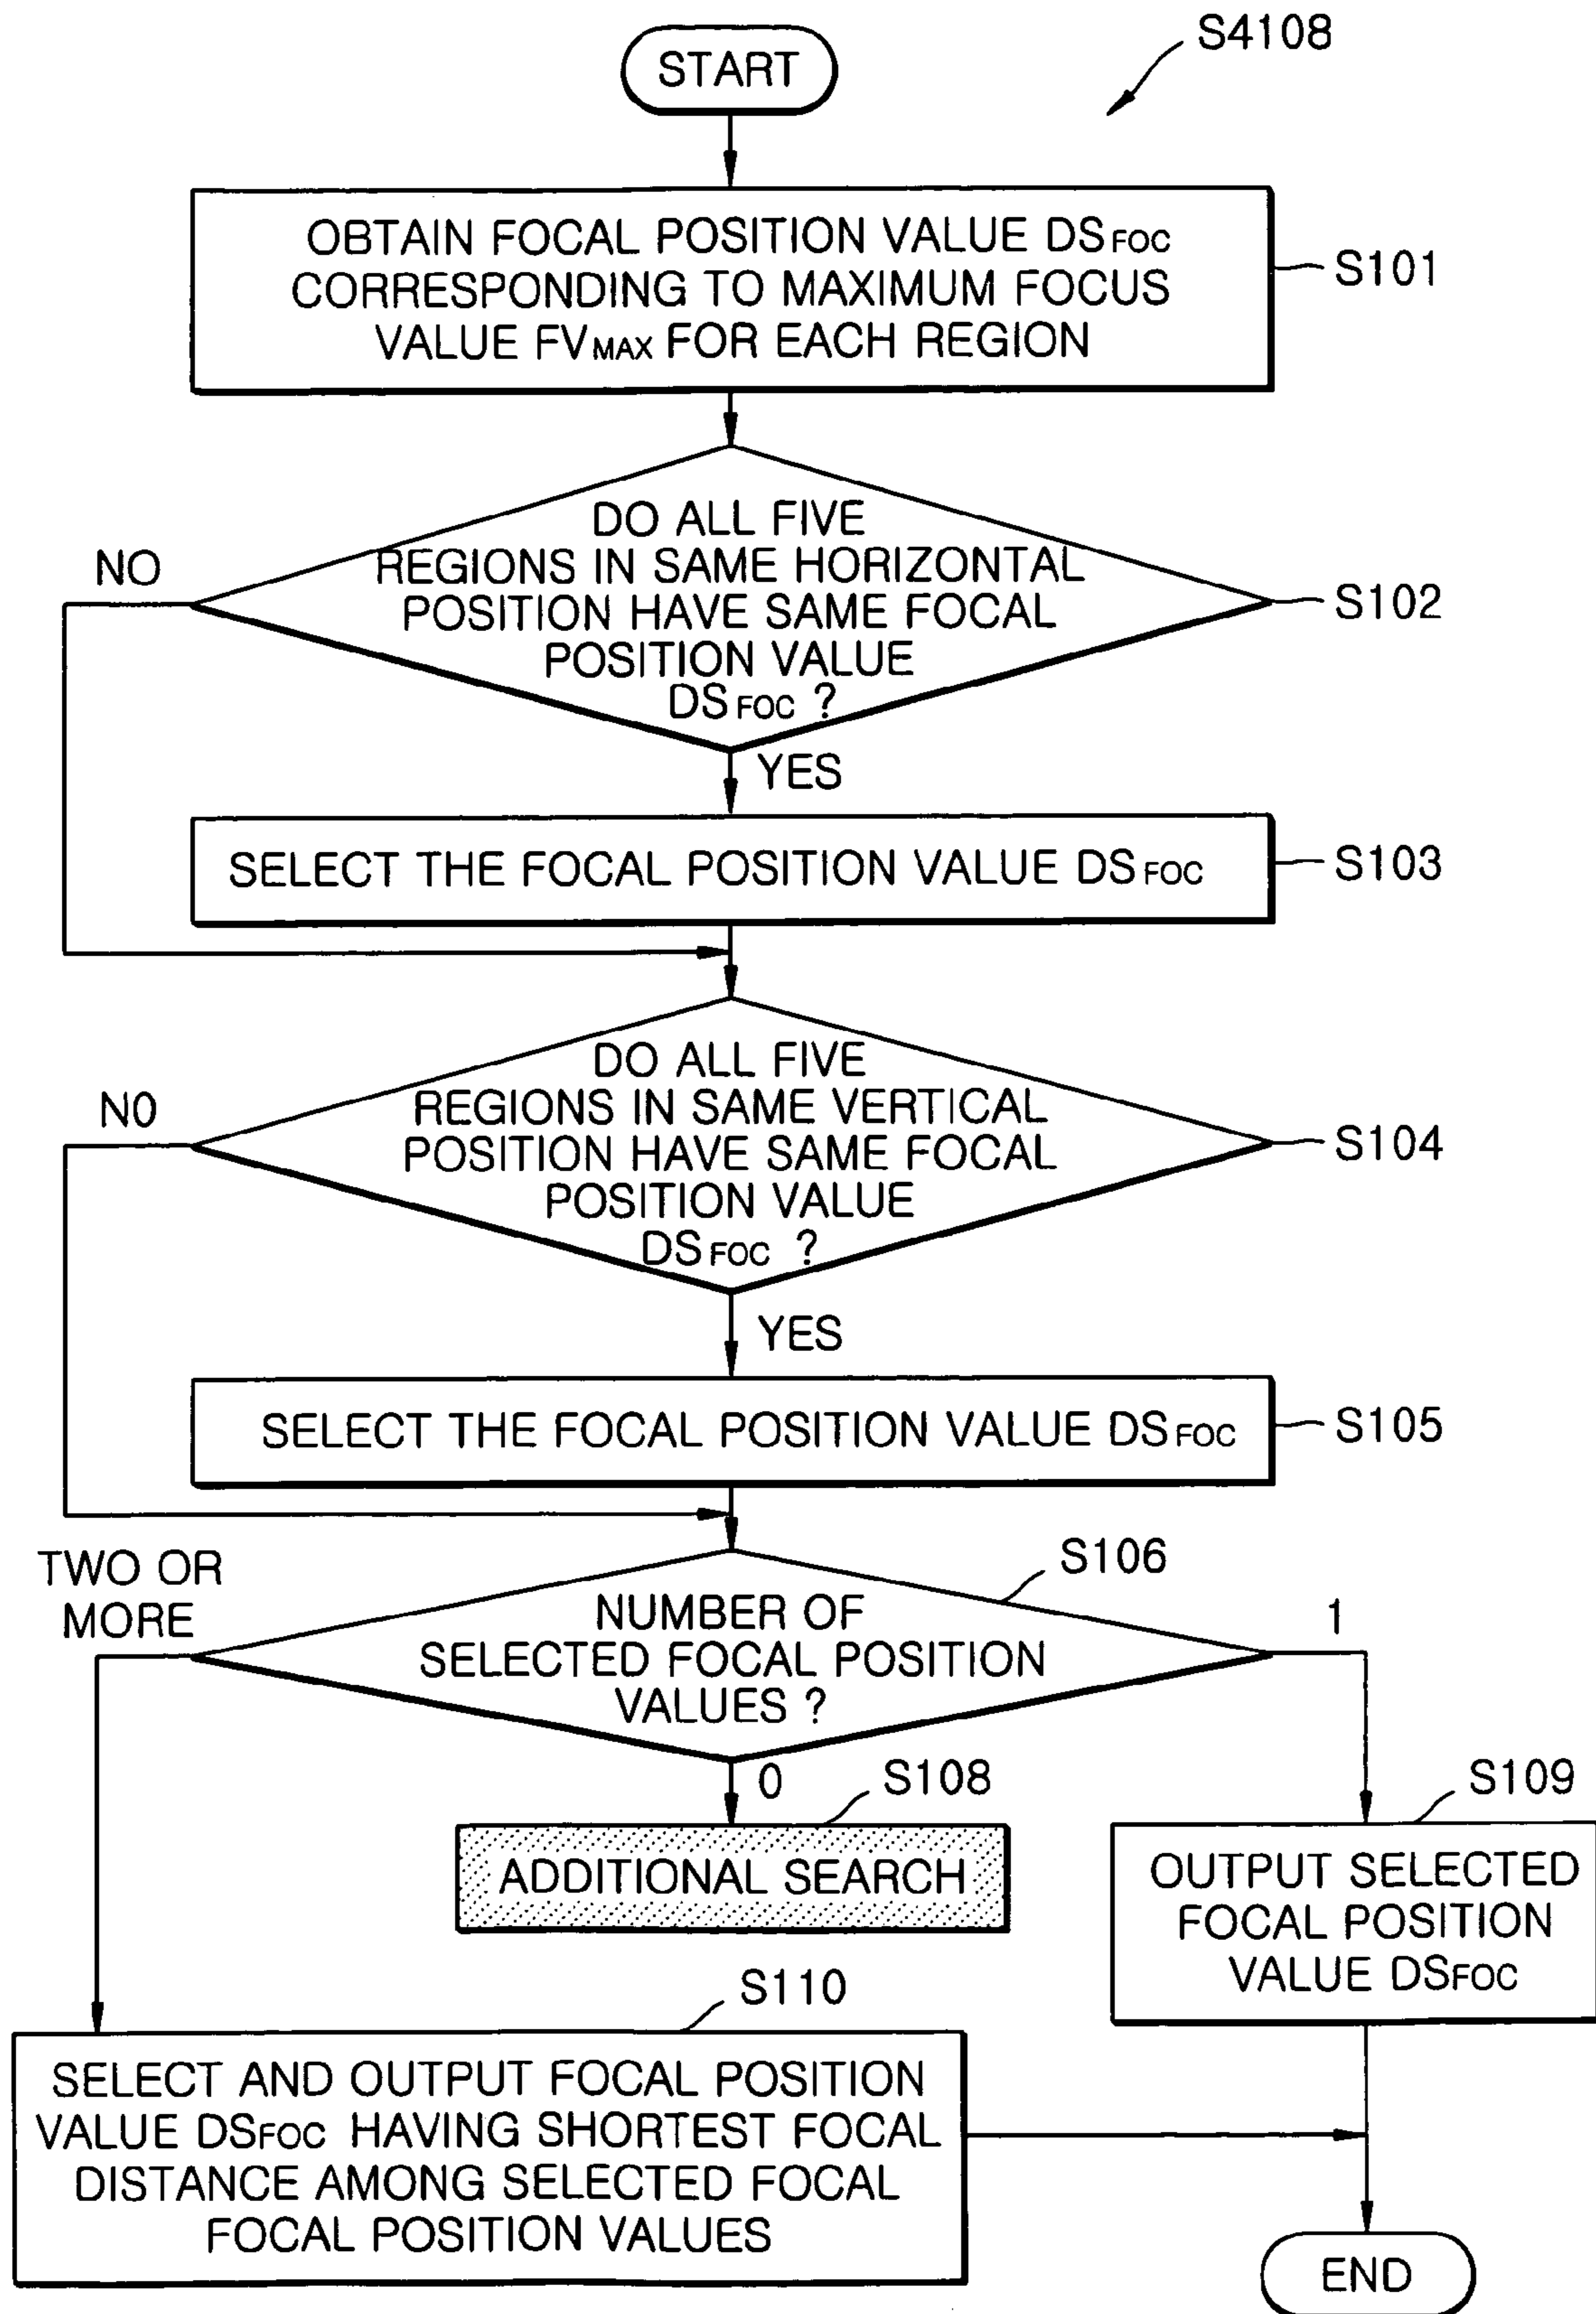 S4108
START
OBTAIN FOCAL POSITION VALUE DSFOC
CORRESPONDING TO MAXIMUM FOCUS
VALUE FVMAX FOR EACH REGION
S101
DO ALL FIVE
REGIONS IN SAME HORIZONTAL
POSITION HAVE SAME FOCAL
POSITION VALUE
DSFOC ?
NO
S102
YES
SELECT THE FOCAL POSITION VALUE DSFOC
S103
DO ALL FIVE
REGIONS IN SAME VERTICAL
POSITION HAVE SAME FOCAL
POSITION VALUE
DSFOC ?
N0
S104
YES
SELECT THE FOCAL POSITION VALUE DSFOC
S105
TWO OR
MORE
S106
NUMBER OF
SELECTED FOCAL POSITION
VALUES ?
1
0
S108
ADDITIONAL SEARCH
S109
OUTPUT SELECTED
FOCAL POSITION
VALUE DSFOC
S110
SELECT AND OUTPUT FOCAL POSITION
VALUE DSFOC HAVING SHORTEST FOCAL
DISTANCE AMONG SELECTED FOCAL
FOCAL POSITION VALUES
END